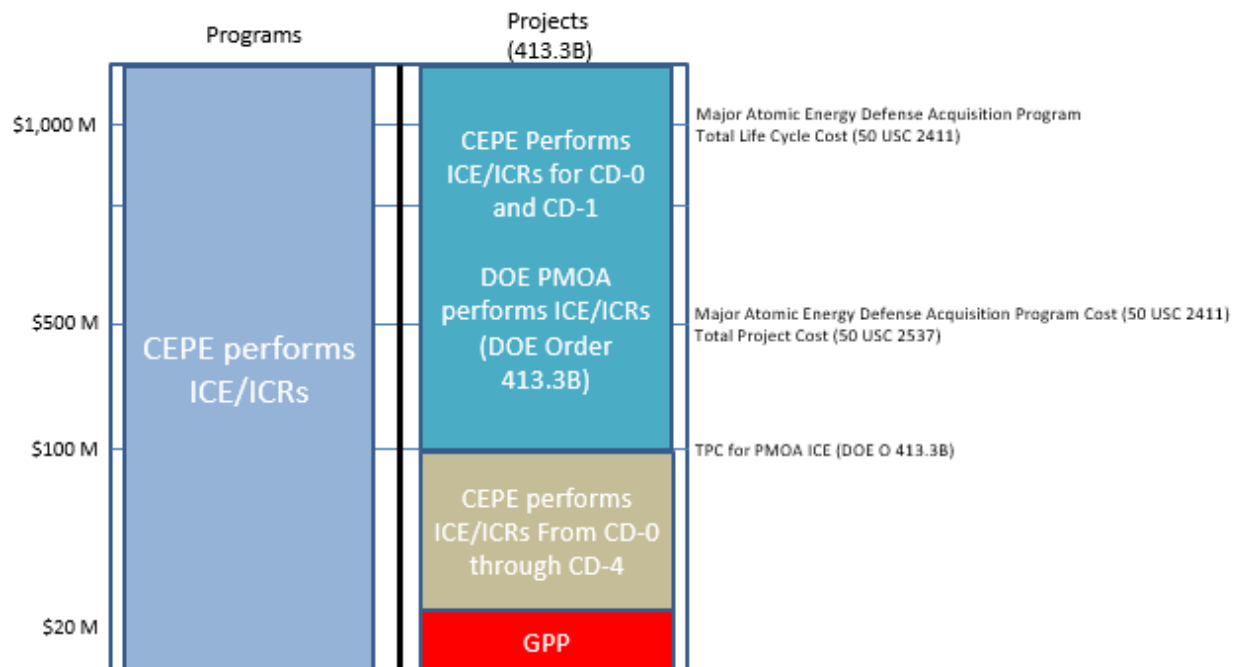 Programs
Projects
(413.3B)
$1,000 M
$500 M
$100 M
$20 M
CEPE performs
ICE/ICRs
CEPE Performs
ICE/ICRs for CD-0
and CD-1
DOE PMOA
performs ICE/ICRs
(DOE Order
413.3B)
CEPE performs
ICE/ICRs From CD-0
through CD-4
GPP
Major Atomic Energy Defense Acquisition Program
Total Life Cycle Cost (50 USC 2411)
Major Atomic Energy Defense Acquisition Program Cost (50 USC 2411)
Total Project Cost (50 USC 2537)
TPC for PMOA ICE (DOE O 413.3B)